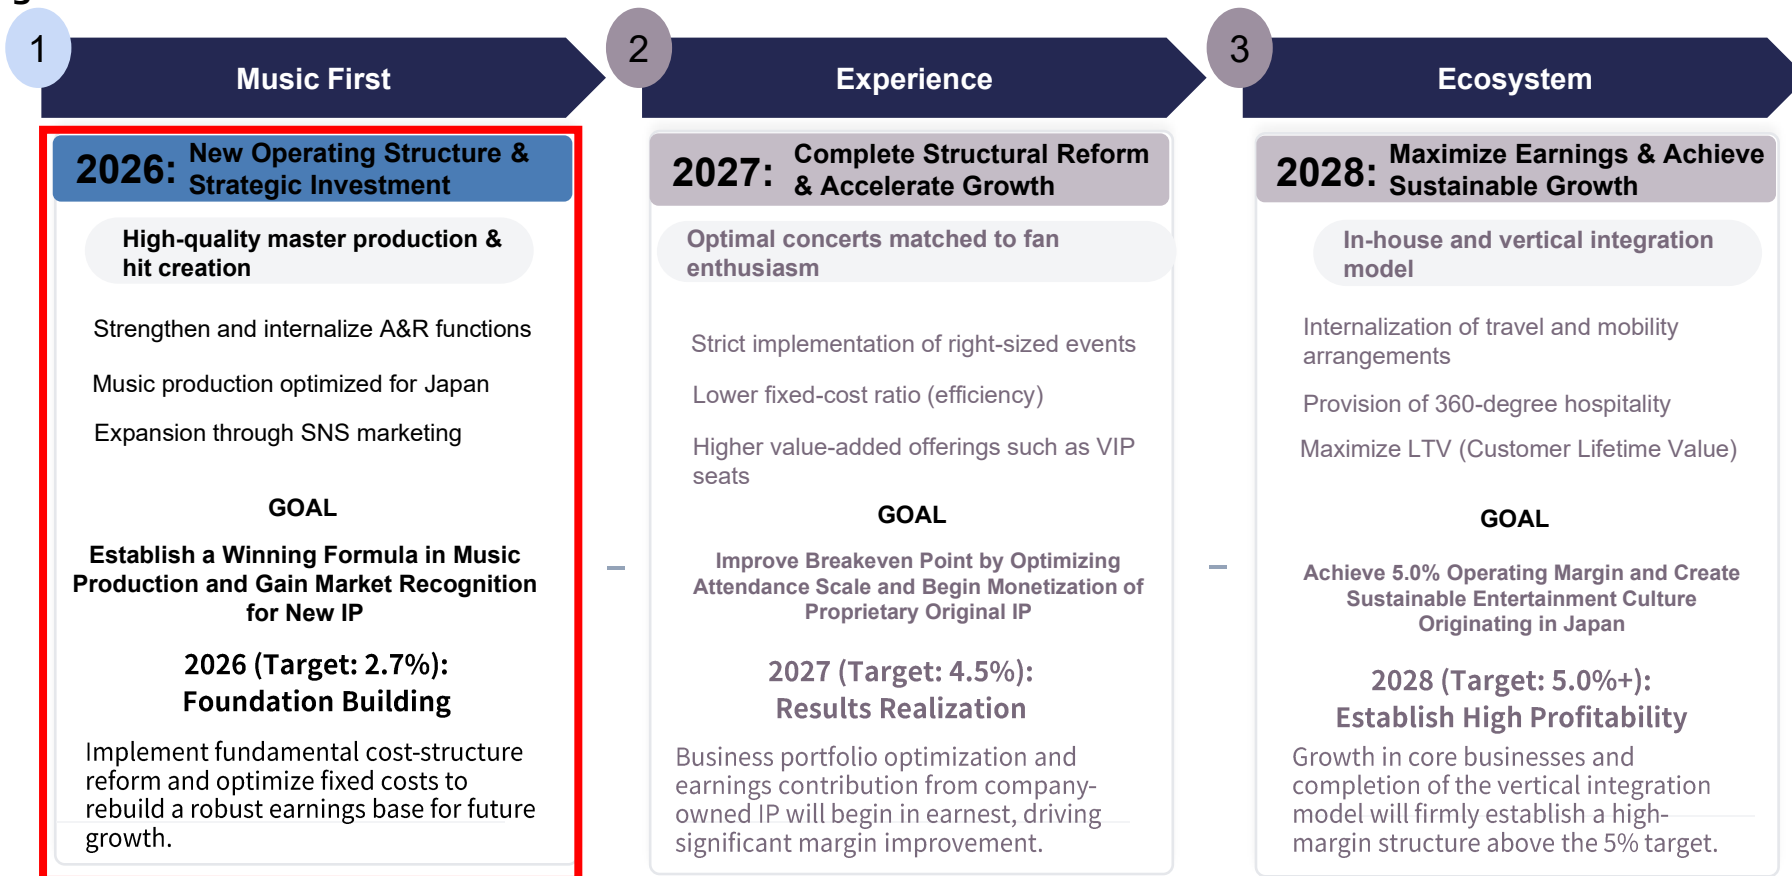 1
Music First
2026:
New Operating Structure &
Strategic Investment
High-quality master production &
hit creation
Strengthen and internalize A&R functions
Music production optimized for Japan
Expansion through SNS marketing
GOAL
Establish a Winning Formula in Music
Production and Gain Market Recognition
for New IP
2026 (Target: 2.7%):
Foundation Building
Implement fundamental cost-structure
reform and optimize fixed costs to
rebuild a robust earnings base for future
growth.
2
Experience
2027:
Complete Structural Reform
& Accelerate Growth
Optimal concerts matched to fan
enthusiasm
Strict implementation of right-sized events
Lower fixed-cost ratio (efficiency)
Higher value-added offerings such as VIP
seats
GOAL
Improve Breakeven Point by Optimizing
Attendance Scale and Begin Monetization of
Proprietary Original IP
2027 (Target: 4.5%):
Results Realization
Business portfolio optimization and
earnings contribution from company-
owned IP will begin in earnest, driving
significant margin improvement.
3
Ecosystem
2028:
Maximize Earnings & Achieve
Sustainable Growth
In-house and vertical integration
model
Internalization of travel and mobility
arrangements
Provision of 360-degree hospitality
Maximize LTV (Customer Lifetime Value)
GOAL
Achieve 5.0% Operating Margin and Create
Sustainable Entertainment Culture
Originating in Japan
2028 (Target: 5.0%+):
Establish High Profitability
Growth in core businesses and
completion of the vertical integration
model will firmly establish a high-
margin structure above the 5% target.